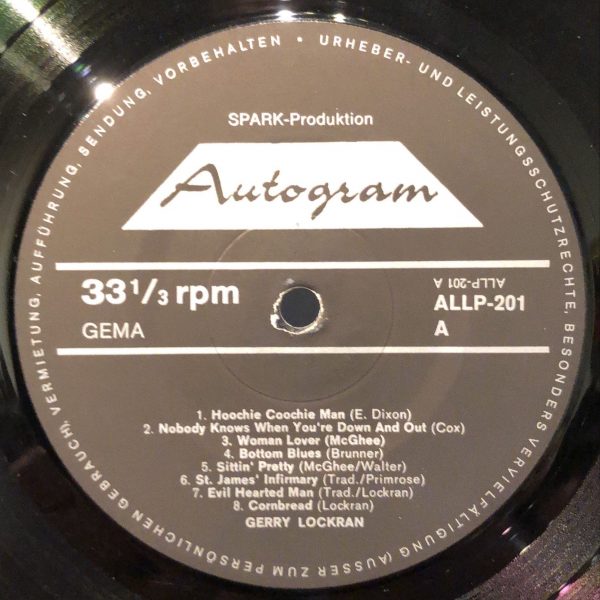 URHEBER- UND LEISTUNGSSCHUTZRECHTE, BESONDERS VERVIELFÄLTIGUNG (AUSSER ZUM PERSÖNLICHEN GEBRAUCH), VERMIETUNG, AUFFÜHRUNG, SENDUNG, VORBEHALTEN •
SPARK-Produktion
Autogram
33 1/3 rpm
GEMA
ALLP-201 A
ALLP-201
A
1. Hoochie Coochie Man (E. Dixon)
2. Nobody Knows When You're Down And Out (Cox)
3. Woman Lover (McGhee)
4. Bottom Blues (Brunner)
5. Sittin' Pretty (McGhee/Walter)
6. St. James' Infirmary (Trad./Primrose)
7. Evil Hearted Man (Trad./Lockran)
8. Cornbread (Lockran)
GERRY LOCKRAN